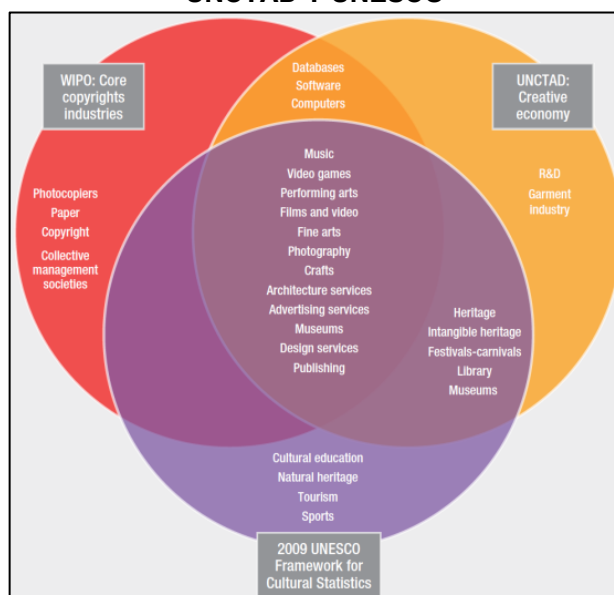 UNCTAD Y UNESCO
WIPO: Core
copyrights
industries
Databases
Software
Computers
UNCTAD:
Creative
economy
Photocopiers
Paper
Copyright
Collective
management
societies
Music
Video games
Performing arts
Films and video
Fine arts
Photography
Crafts
Architecture services
Advertising services
Museums
Design services
Publishing
R&D
Garment
industry
Heritage
Intangible heritage
Festivals-carnivals
Library
Museums
Cultural education
Natural heritage
Tourism
Sports
2009 UNESCO
Framework for
Cultural Statistics